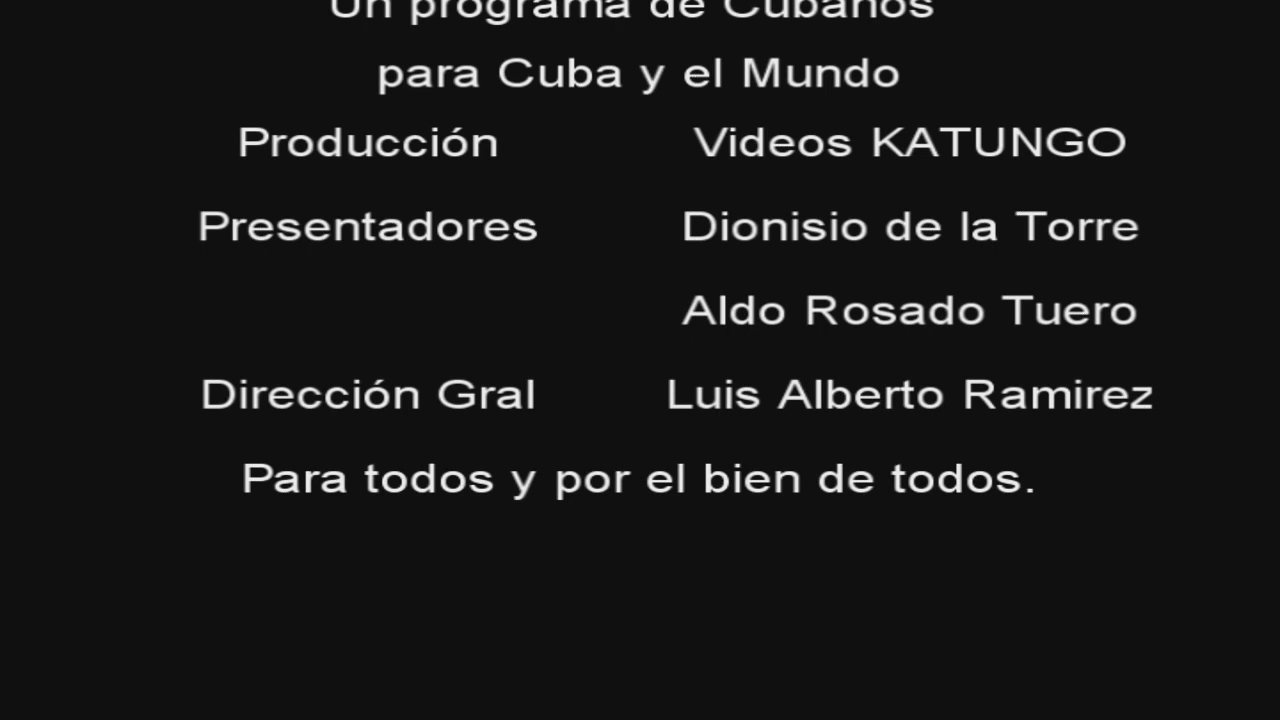 Un programa de Cubanos
para Cuba y el Mundo
Producción Videos KATUNGO
Presentadores Dionisio de la Torre
Aldo Rosado Tuero
Dirección Gral Luis Alberto Ramirez
Para todos y por el bien de todos.